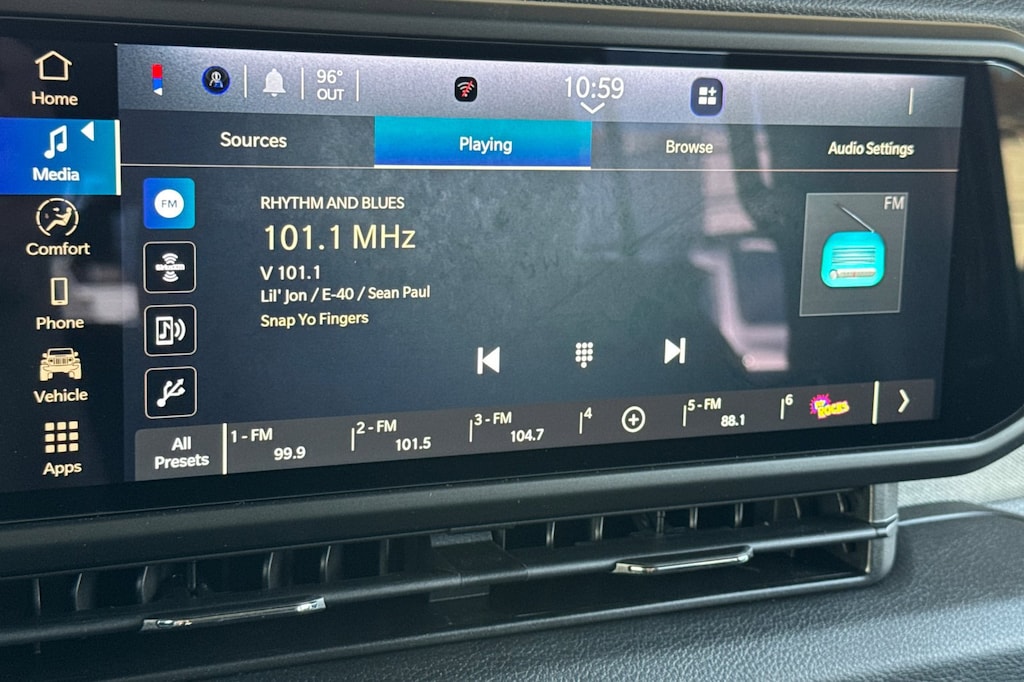 Home
Media
Comfort
Phone
Vehicle
Apps
96°
OUT
10:59
Sources
Playing
Browse
Audio Settings
FM
RHYTHM AND BLUES
101.1 MHz
V 101.1
Lil' Jon / E-40 / Sean Paul
Snap Yo Fingers
FM
All
Presets
1 - FM
99.9
2 - FM
101.5
3 - FM
104.7
4
5 - FM
88.1
6
ROCKS